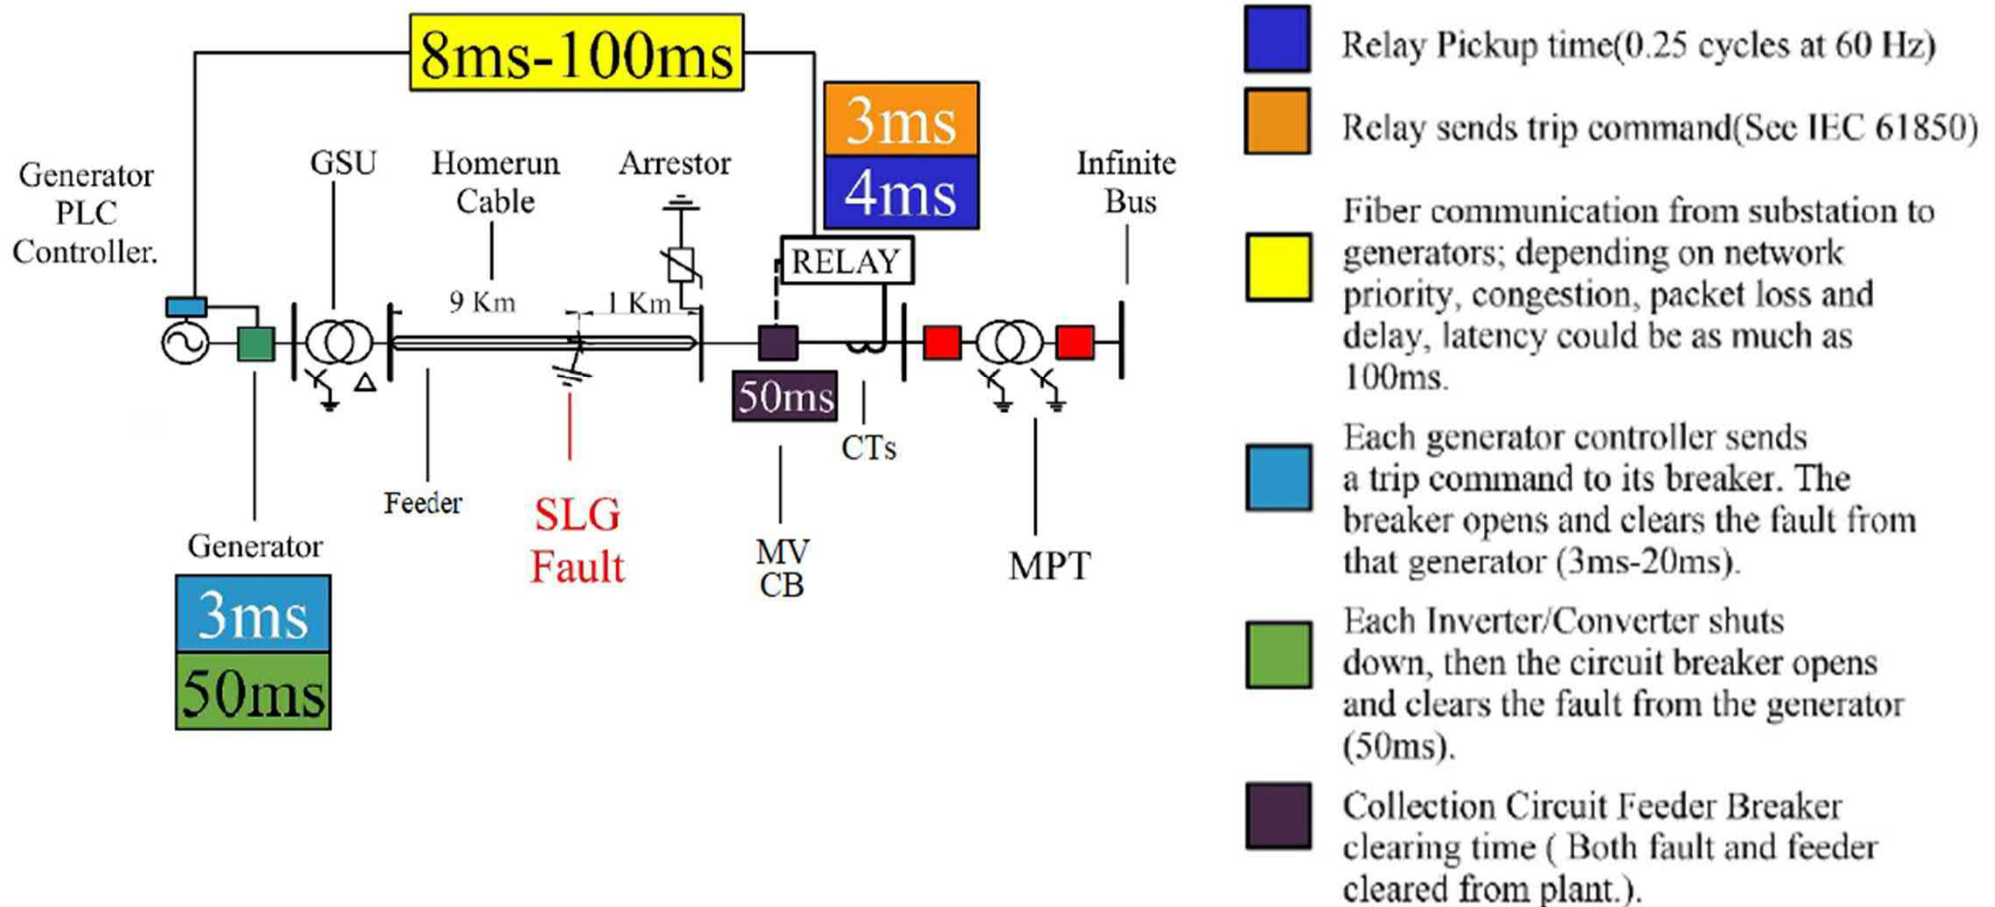 8ms-100ms
3ms
4ms
Generator
PLC
Controller.
GSU
Homerun
Cable
Arrestor
Infinite
Bus
RELAY
9 Km
1 Km
50ms
CTs
Feeder
SLG
Fault
MV
CB
MPT
Generator
3ms
50ms
Relay Pickup time(0.25 cycles at 60 Hz)
Relay sends trip command(See IEC 61850)
Fiber communication from substation to
generators; depending on network
priority, congestion, packet loss and
delay, latency could be as much as
100ms.
Each generator controller sends
a trip command to its breaker. The
breaker opens and clears the fault from
that generator (3ms-20ms).
Each Inverter/Converter shuts
down, then the circuit breaker opens
and clears the fault from the generator
(50ms).
Collection Circuit Feeder Breaker
clearing time ( Both fault and feeder
cleared from plant.).